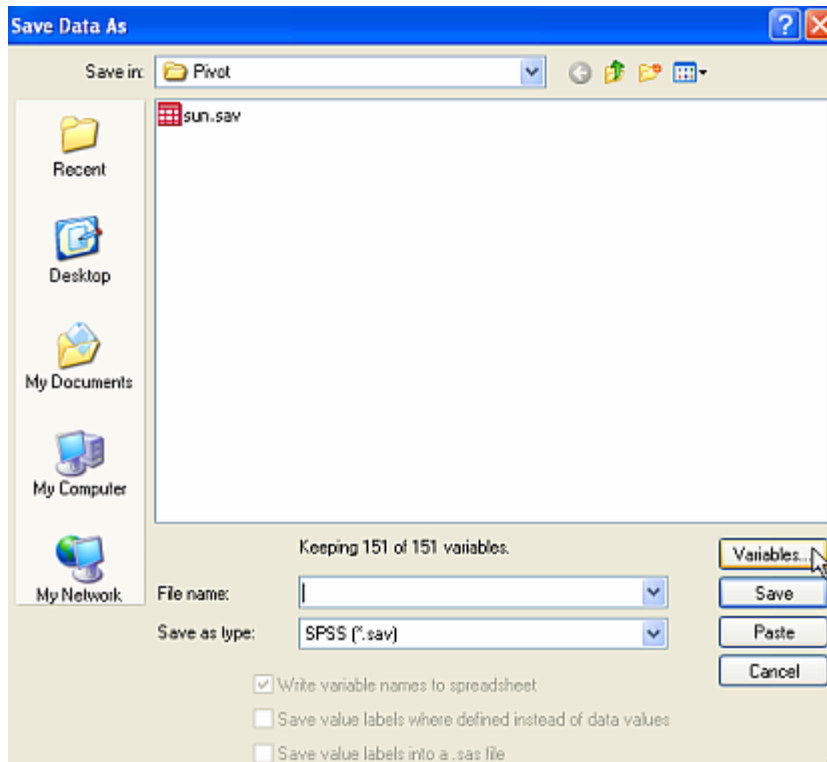 Save Data As
Save in: Pivot
sun.sav
Recent
Desktop
My Documents
My Computer
My Network
Keeping 151 of 151 variables.
Variables...
File name:
Save
Save as type: SPSS (*.sav)
Paste
Cancel
Write variable names to spreadsheet
Save value labels where defined instead of data values
Save value labels into a .sas file